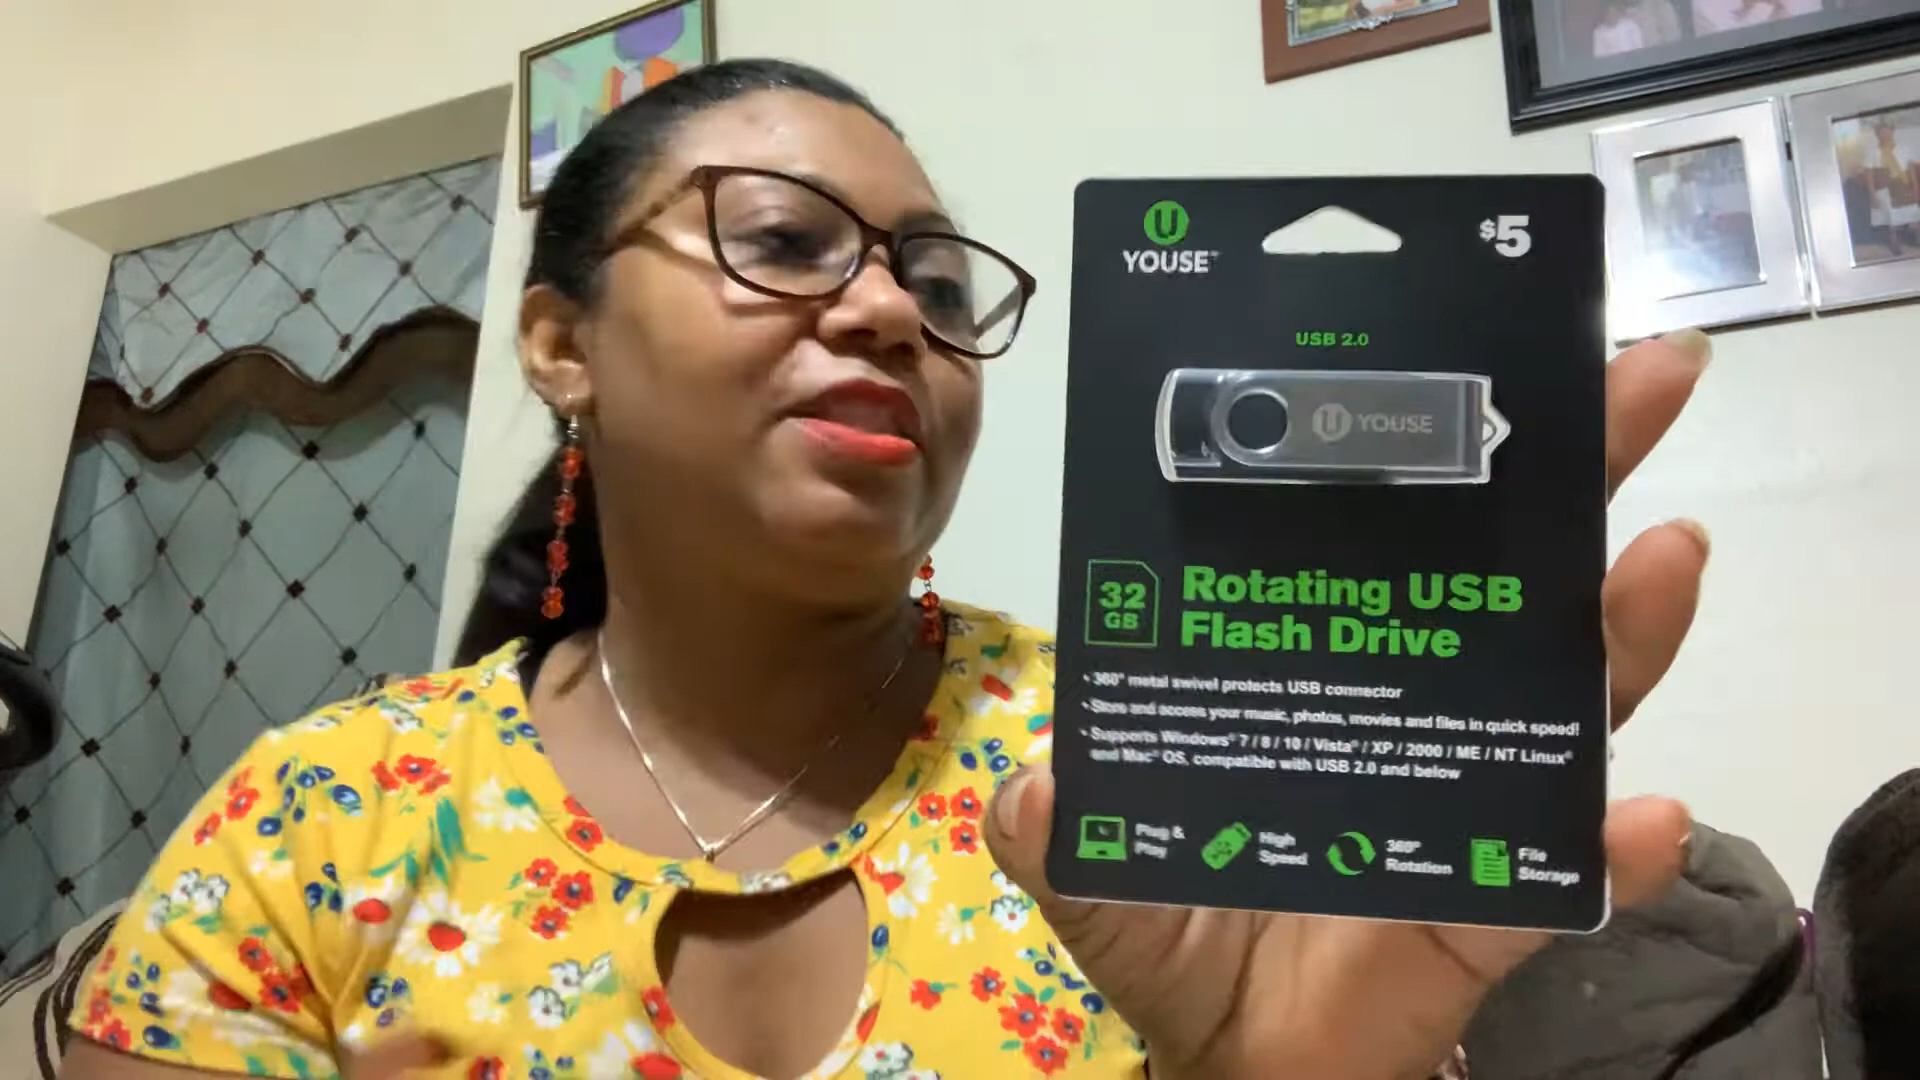 U
YOUSE™
$5
USB 2.0
U YOUSE
32
GB
Rotating USB
Flash Drive
• 360° metal swivel protects USB connector
• Store and access your music, photos, movies and files in quick speed!
• Supports Windows® 7 / 8 / 10 / Vista® / XP / 2000 / ME / NT Linux®
and Mac® OS, compatible with USB 2.0 and below
Plug &
Play
High
Speed
360°
Rotation
File
Storage